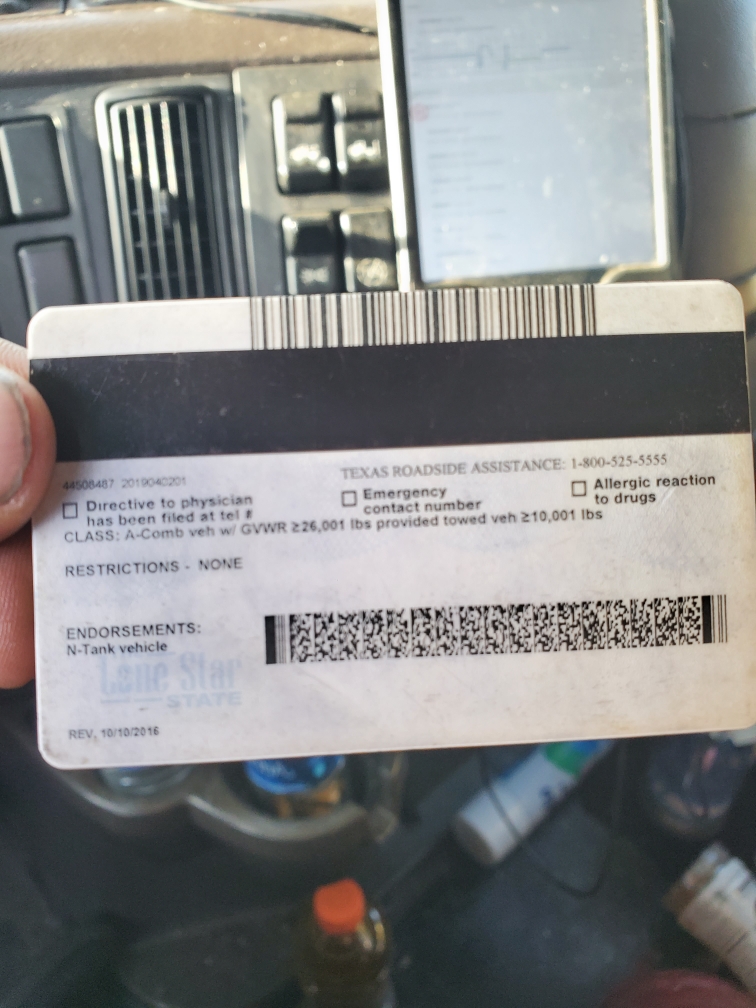 44508487 2019040201
TEXAS ROADSIDE ASSISTANCE: 1-800-525-5555
Directive to physician
has been filed at tel #
Emergency
contact number
Allergic reaction
to drugs
CLASS: A-Comb veh w/ GVWR ≥26,001 lbs provided towed veh ≥10,001 lbs
RESTRICTIONS - NONE
ENDORSEMENTS:
N-Tank vehicle
Lone Star
STATE
REV. 10/10/2016